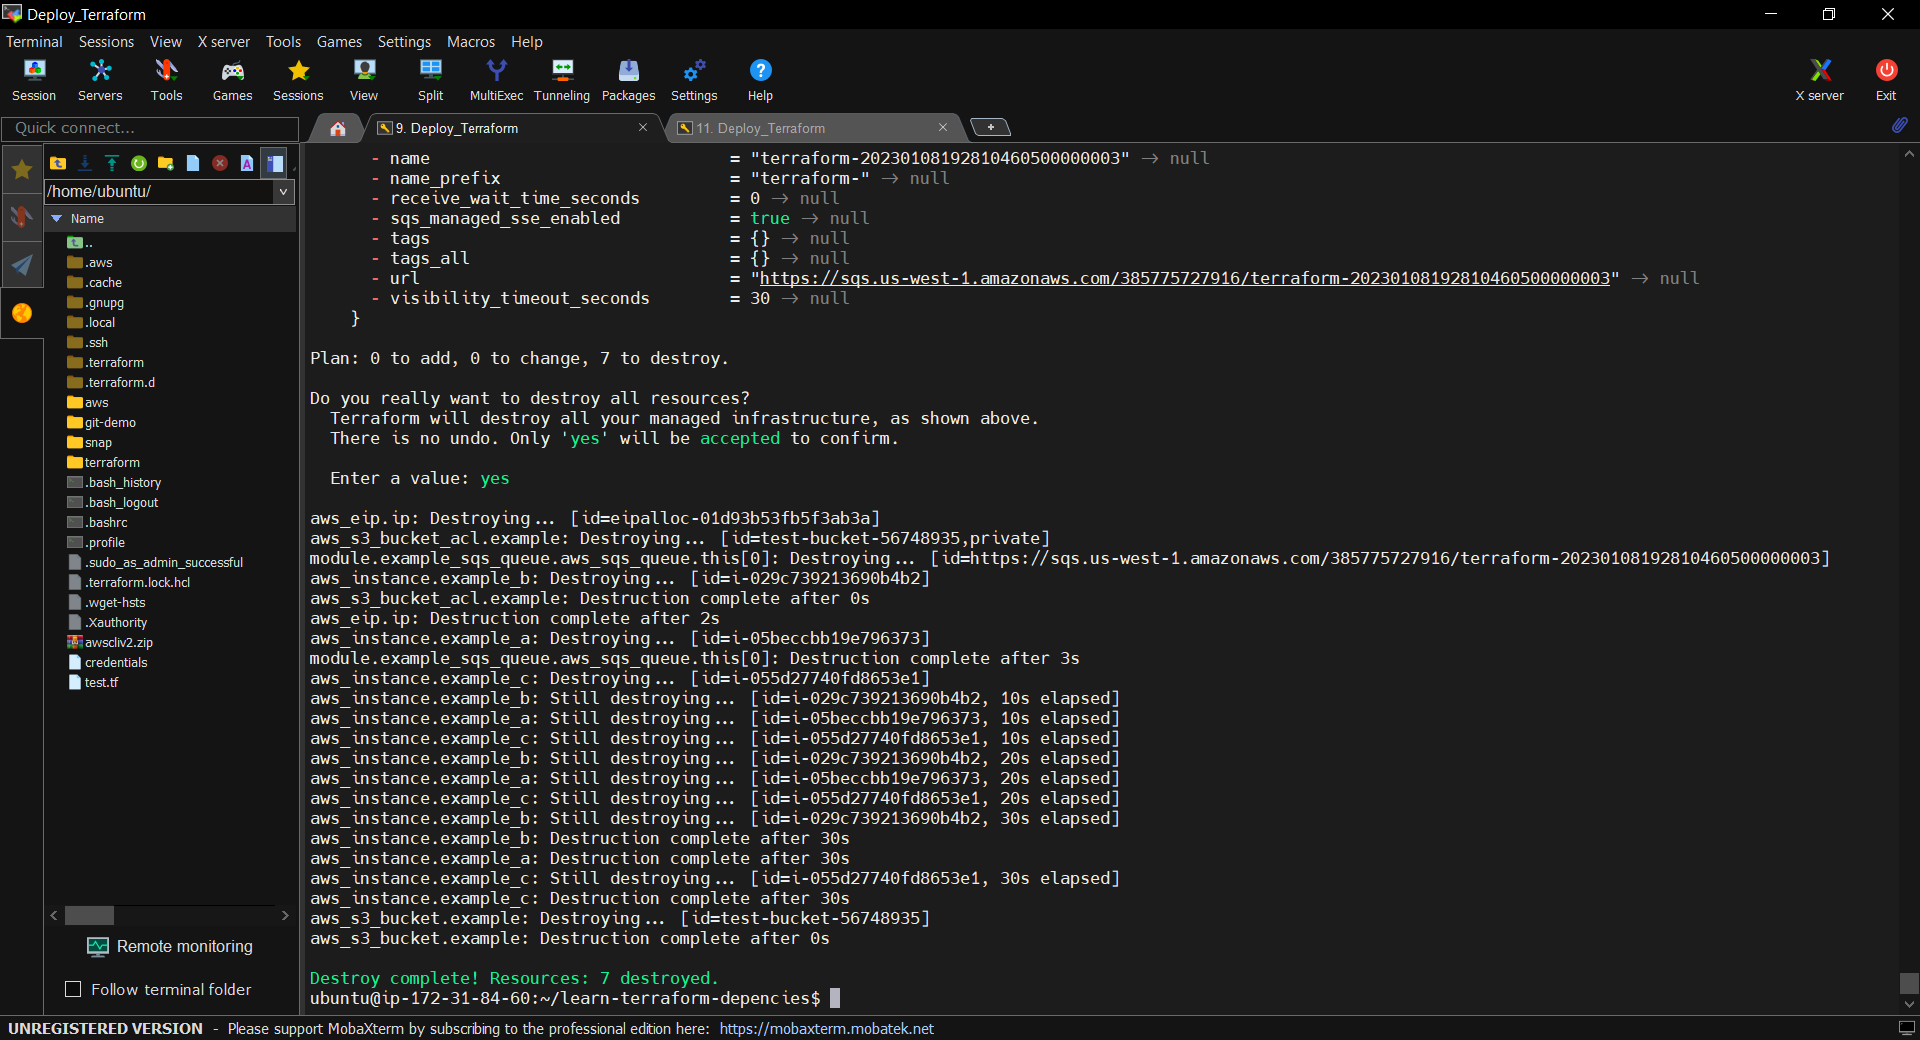 Deploy_Terraform
Terminal Sessions View X server Tools Games Settings Macros Help
Session Servers Tools Games Sessions View Split MultiExec Tunneling Packages Settings Help X server Exit
Quick connect...
9. Deploy_Terraform
11. Deploy_Terraform
/home/ubuntu/
Name
..
.aws
.cache
.gnupg
.local
.ssh
.terraform
.terraform.d
aws
git-demo
snap
terraform
.bash_history
.bash_logout
.bashrc
.profile
.sudo_as_admin_successful
.terraform.lock.hcl
.wget-hsts
.Xauthority
awscliv2.zip
credentials
test.tf
Remote monitoring
Follow terminal folder
- name = "terraform-20230108192810460500000003" -> null
- name_prefix = "terraform-" -> null
- receive_wait_time_seconds = 0 -> null
- sqs_managed_sse_enabled = true -> null
- tags = {} -> null
- tags_all = {} -> null
- url = "https://sqs.us-west-1.amazonaws.com/385775727916/terraform-20230108192810460500000003" -> null
- visibility_timeout_seconds = 30 -> null
}
Plan: 0 to add, 0 to change, 7 to destroy.
Do you really want to destroy all resources?
Terraform will destroy all your managed infrastructure, as shown above.
There is no undo. Only 'yes' will be accepted to confirm.
Enter a value: yes
aws_eip.ip: Destroying... [id=eipalloc-01d93b53fb5f3ab3a]
aws_s3_bucket_acl.example: Destroying... [id=test-bucket-56748935,private]
module.example_sqs_queue.aws_sqs_queue.this[0]: Destroying... [id=https://sqs.us-west-1.amazonaws.com/385775727916/terraform-20230108192810460500000003]
aws_instance.example_b: Destroying... [id=i-029c739213690b4b2]
aws_s3_bucket_acl.example: Destruction complete after 0s
aws_eip.ip: Destruction complete after 2s
aws_instance.example_a: Destroying... [id=i-05beccbb19e796373]
module.example_sqs_queue.aws_sqs_queue.this[0]: Destruction complete after 3s
aws_instance.example_c: Destroying... [id=i-055d27740fd8653e1]
aws_instance.example_b: Still destroying... [id=i-029c739213690b4b2, 10s elapsed]
aws_instance.example_a: Still destroying... [id=i-05beccbb19e796373, 10s elapsed]
aws_instance.example_c: Still destroying... [id=i-055d27740fd8653e1, 10s elapsed]
aws_instance.example_b: Still destroying... [id=i-029c739213690b4b2, 20s elapsed]
aws_instance.example_a: Still destroying... [id=i-05beccbb19e796373, 20s elapsed]
aws_instance.example_c: Still destroying... [id=i-055d27740fd8653e1, 20s elapsed]
aws_instance.example_b: Still destroying... [id=i-029c739213690b4b2, 30s elapsed]
aws_instance.example_b: Destruction complete after 30s
aws_instance.example_a: Destruction complete after 30s
aws_instance.example_c: Still destroying... [id=i-055d27740fd8653e1, 30s elapsed]
aws_instance.example_c: Destruction complete after 30s
aws_s3_bucket.example: Destroying... [id=test-bucket-56748935]
aws_s3_bucket.example: Destruction complete after 0s
Destroy complete! Resources: 7 destroyed.
ubuntu@ip-172-31-84-60:~/learn-terraform-depencies$
UNREGISTERED VERSION - Please support MobaXterm by subscribing to the professional edition here: https://mobaxterm.mobatek.net